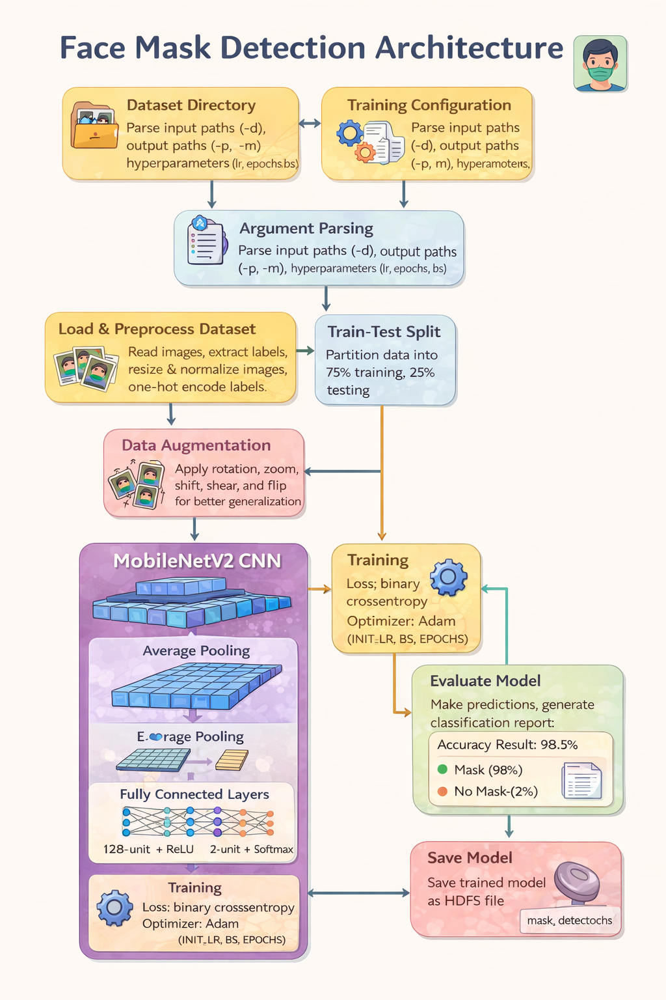 Face Mask Detection Architecture
Dataset Directory
Parse input paths (-d),
output paths (-p, -m)
hyperparameters (lr, epochs,bs)
Training Configuration
Parse input paths
(-d), output paths
(-p, m), hyperamoters,
Argument Parsing
Parse input paths (-d), output paths
(-p, -m), hyperparameters (lr, epochs, bs)
Load & Preprocess Dataset
Read images, extract labels,
resize & normalize images,
one-hot encode labels.
Train-Test Split
Partition data into
75% training, 25%
testing
Data Augmentation
Apply rotation, zoom,
shift, shear, and flip
for better generalization
MobileNetV2 CNN
Average Pooling
Pooling
Fully Connected Layers
128-unit + ReLU 2-unit + Softmax
Training
Loss: binary crosssentropy
Optimizer: Adam
(INIT_LR, BS, EPOCHS)
Training
Loss; binary
crossentropy
Optimizer: Adam
(INIT_LR, BS, EPOCHS)
Evaluate Model
Make predictions, generate
classification report:
Accuracy Result: 98.5%
Mask (98%)
No Mask-(2%)
Save Model
Save trained model
as HDFS file
mask, detectochs